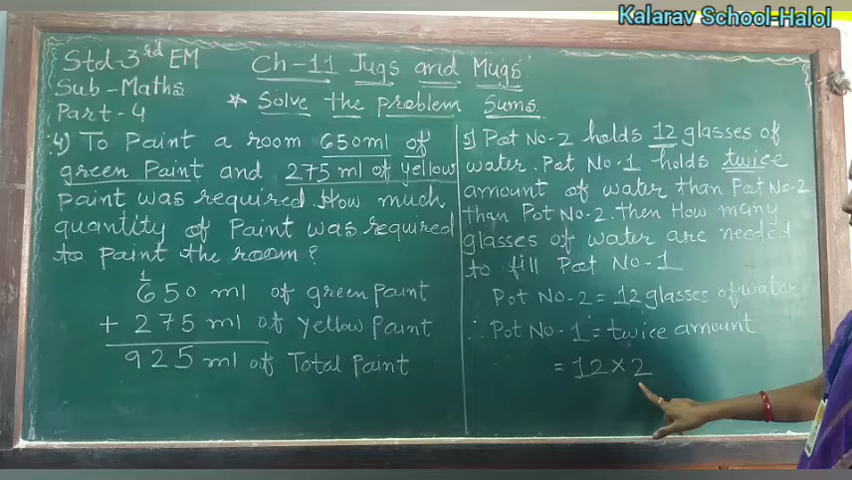 Kalarav School-Halol
Std-3rd EM
Sub-Maths
Part-4
Ch-11 Jugs and Mugs
* Solve the problem Sums.
4) To Paint a room 650ml of
green Paint and 275 ml of yellow
paint was required. How much
quantity of Paint was required
to paint the room?
1
650 ml of green paint
+ 275 ml of yellow Paint
925 ml of Total Paint
5) Pot No-2 holds 12 glasses of
water. Pot No.1 holds twice
amount of water than Pot No-2
than Pot No-2. Then How many
glasses of water are needed
to fill Pot No-1
Pot No-2 = 12 glasses of water
∴ Pot No-1 = twice amount
= 12 × 2